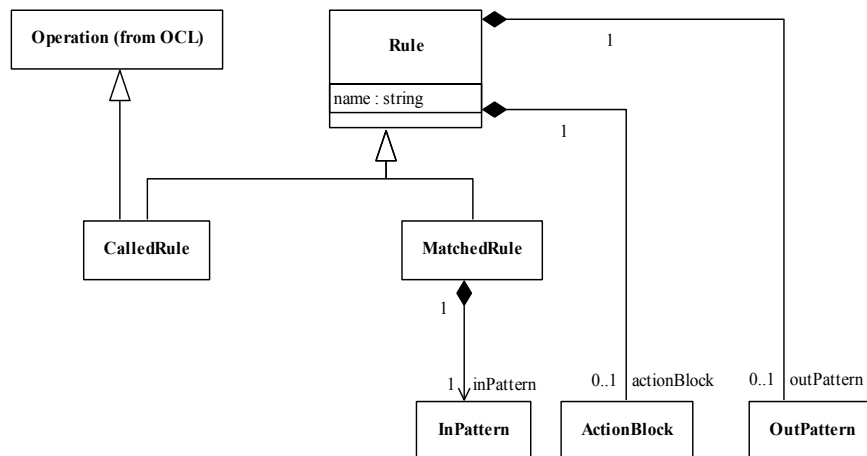 Operation (from OCL)
Rule
1
name : string
1
CalledRule
MatchedRule
1
1 inPattern
0..1 actionBlock
0..1 outPattern
InPattern
ActionBlock
OutPattern